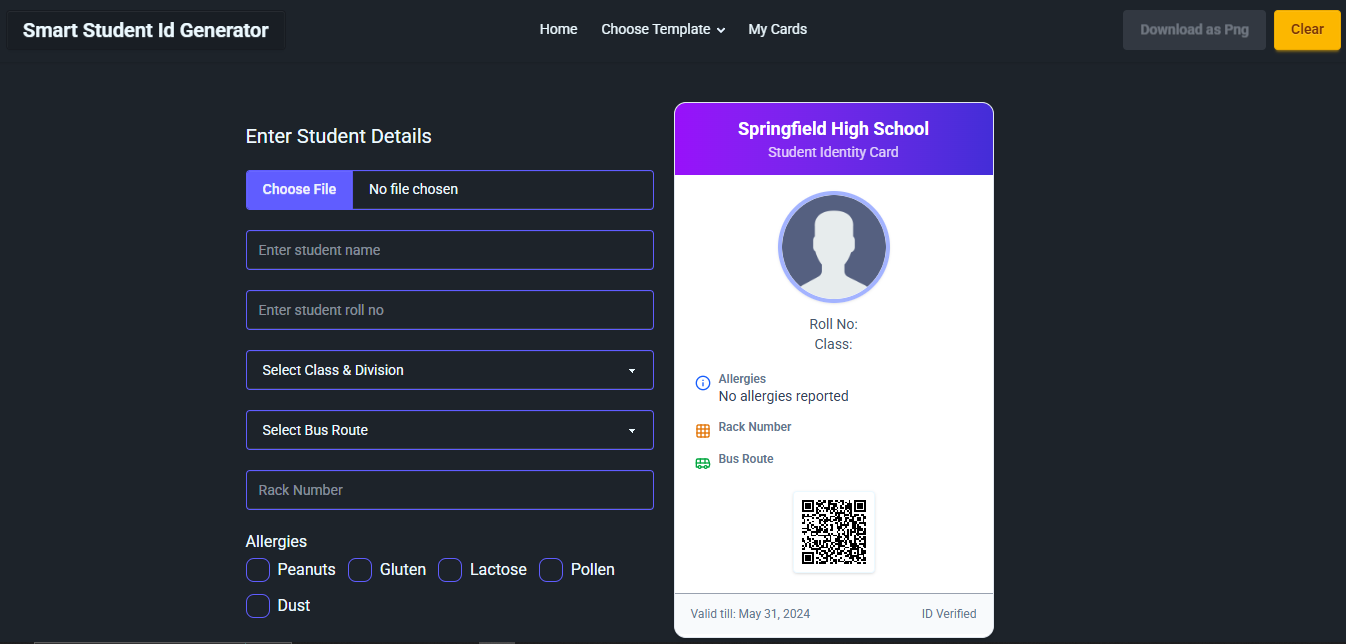 Smart Student Id Generator
Home
Choose Template
My Cards
Download as Png
Clear
Enter Student Details
Choose File
No file chosen
Enter student name
Enter student roll no
Select Class & Division
Select Bus Route
Rack Number
Allergies
Peanuts
Gluten
Lactose
Pollen
Dust
Springfield High School
Student Identity Card
Roll No:
Class:
Allergies
No allergies reported
Rack Number
Bus Route
Valid till: May 31, 2024
ID Verified